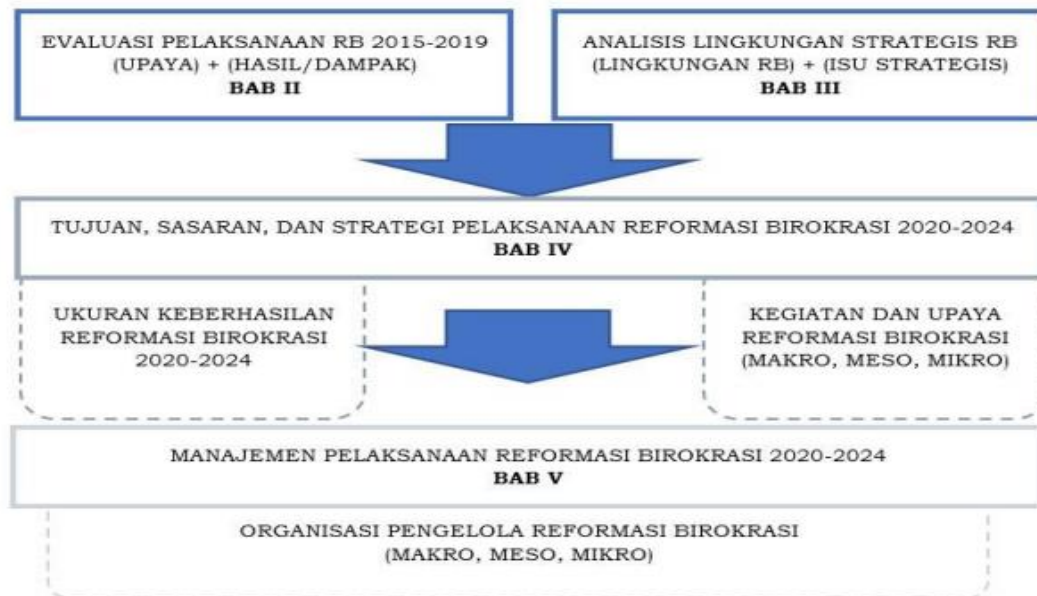 EVALUASI PELAKSANAAN RB 2015-2019
(UPAYA) + (HASIL/DAMPAK)
BAB II
ANALISIS LINGKUNGAN STRATEGIS RB
(LINGKUNGAN RB) + (ISU STRATEGIS)
BAB III
TUJUAN, SASARAN, DAN STRATEGI PELAKSANAAN REFORMASI BIROKRASI 2020-2024
BAB IV
UKURAN KEBERHASILAN
REFORMASI BIROKRASI
2020-2024
KEGIATAN DAN UPAYA
REFORMASI BIROKRASI
(MAKRO, MESO, MIKRO)
MANAJEMEN PELAKSANAAN REFORMASI BIROKRASI 2020-2024
BAB V
ORGANISASI PENGELOLA REFORMASI BIROKRASI
(MAKRO, MESO, MIKRO)